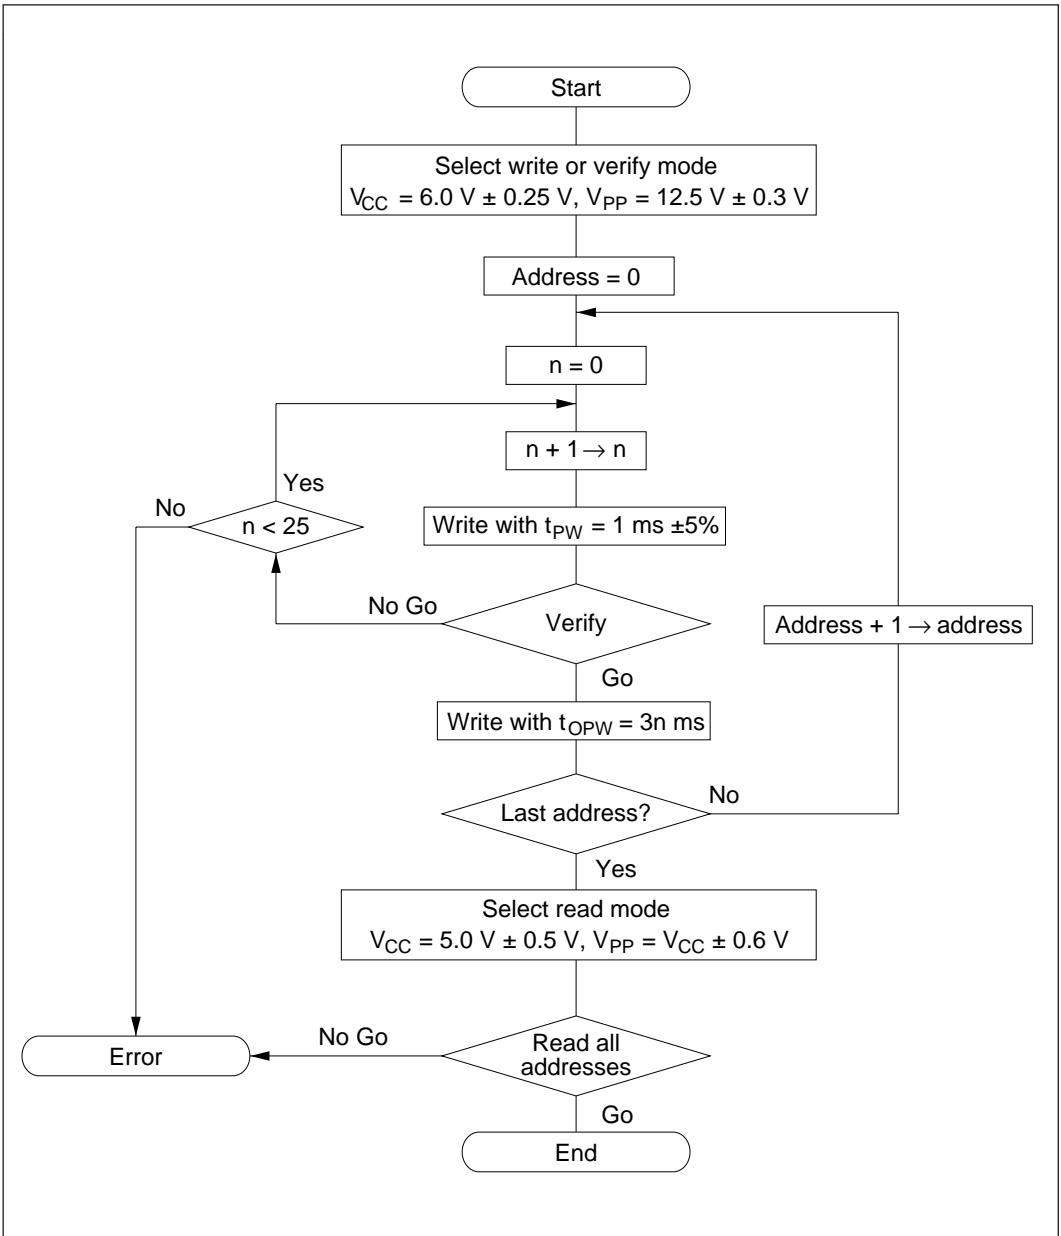 Start
Select write or verify mode
VCC = 6.0 V ± 0.25 V, VPP = 12.5 V ± 0.3 V
Address = 0
n = 0
n + 1 → n
Yes
No
n < 25
Write with tPW = 1 ms ±5%
No Go
Verify
Address + 1 → address
Go
Write with tOPW = 3n ms
Last address?
No
Yes
Select read mode
VCC = 5.0 V ± 0.5 V, VPP = VCC ± 0.6 V
No Go
Error
Read all
addresses
Go
End